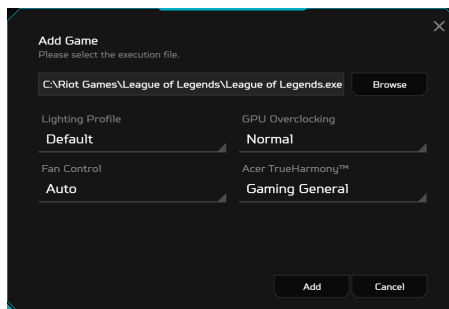 Add Game
Please select the execution file.
C:\Riot Games\League of Legends\League of Legends.exe Browse
Lighting Profile GPU Overclocking
Default Normal
Fan Control Acer TrueHarmony™
Auto Gaming General
Add Cancel